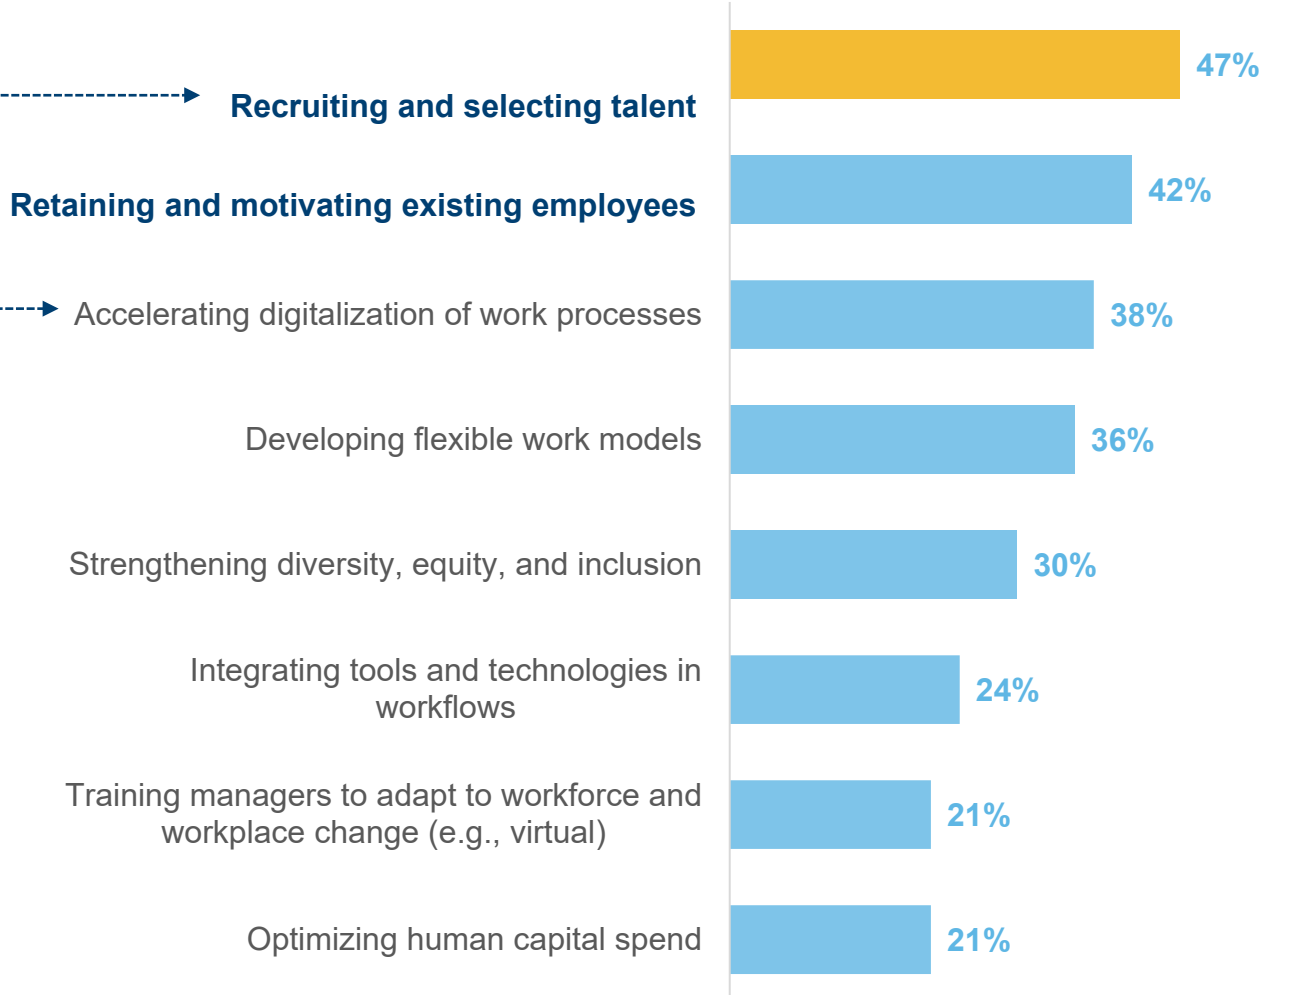 47%
Recruiting and selecting talent
42%
Retaining and motivating existing employees
Accelerating digitalization of work processes
38%
Developing flexible work models
36%
Strengthening diversity, equity, and inclusion
30%
Integrating tools and technologies in
workflows
24%
Training managers to adapt to workforce and
workplace change (e.g., virtual)
21%
Optimizing human capital spend
21%